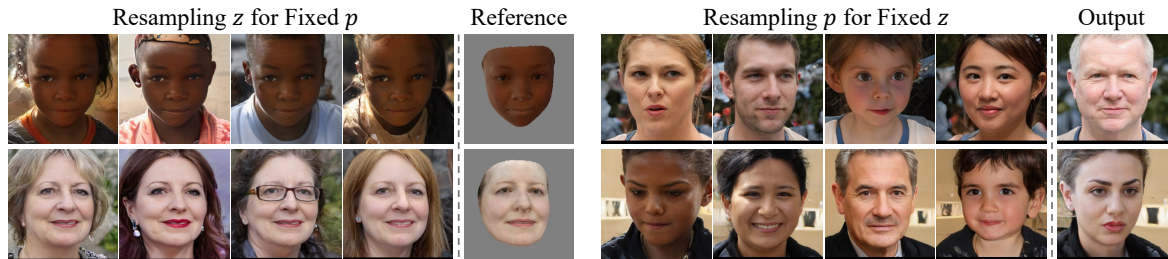 Resampling z for Fixed p
Reference
Resampling p for Fixed z
Output